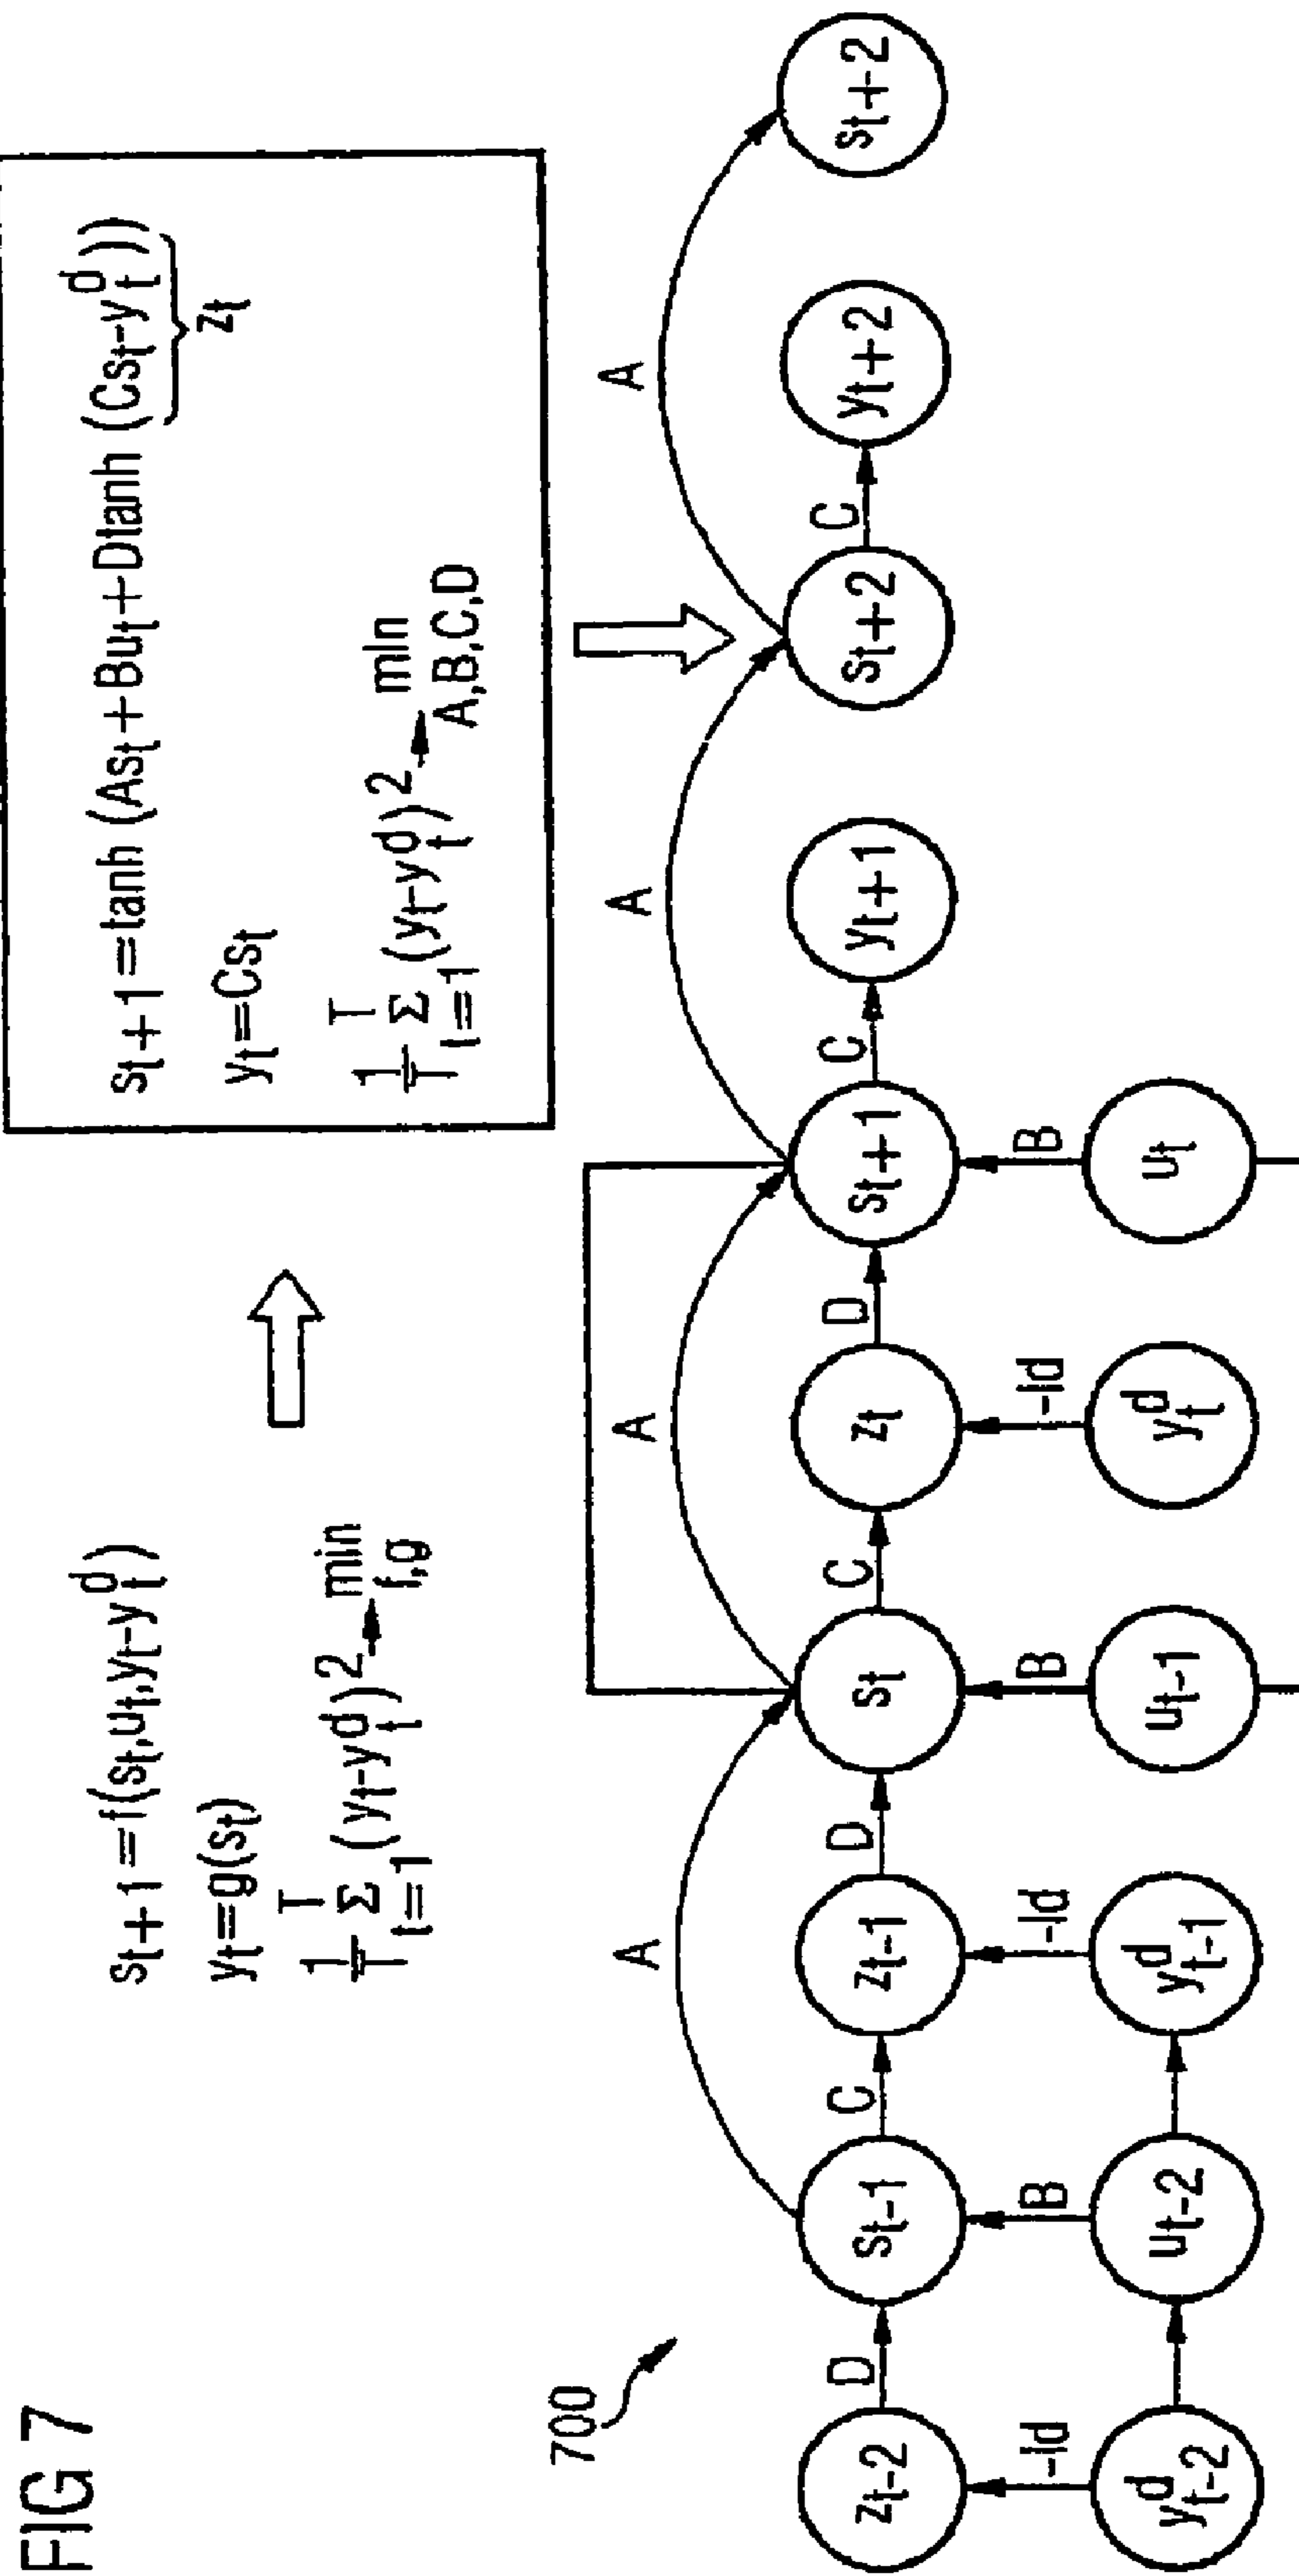 FIG 7
s_{t+1}=f(s_t,u_t,y_t-y_t^d)
y_t=g(s_t)
1/T Σ_{t=1}^T (y_t-y_t^d)^2 → min f,g
s_{t+1}=tanh (As_t+Bu_t+Dtanh (Cs_t-y_t^d))
z_t
y_t=Cs_t
1/T Σ_{t=1}^T (y_t-y_t^d)^2 → min A,B,C,D
700
A A A A
z_{t-2} D s_{t-1} C z_{t-1} D s_t C z_t D s_{t+1} C y_{t+1} s_{t+2} C y_{t+2} s_{t+2}
-Id B -Id B -Id B
y_{t-2}^d u_{t-2} y_{t-1}^d u_{t-1} y_t^d u_t